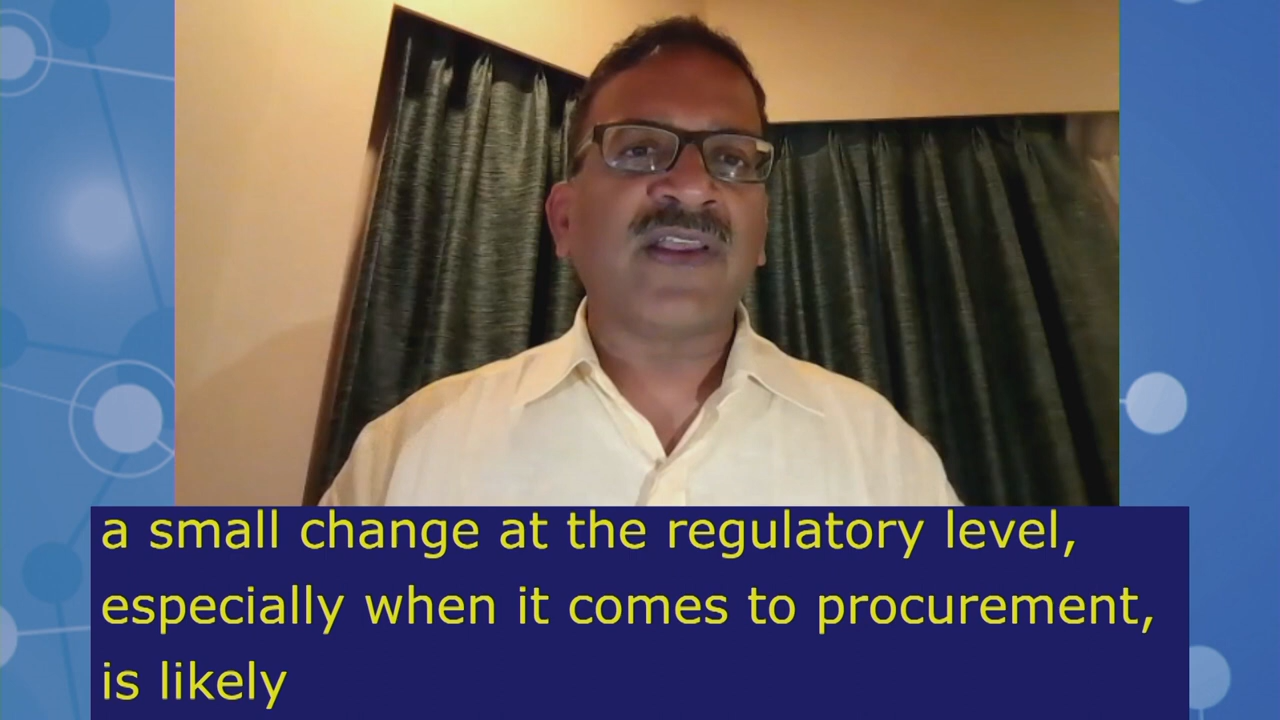 a small change at the regulatory level,
especially when it comes to procurement,
is likely